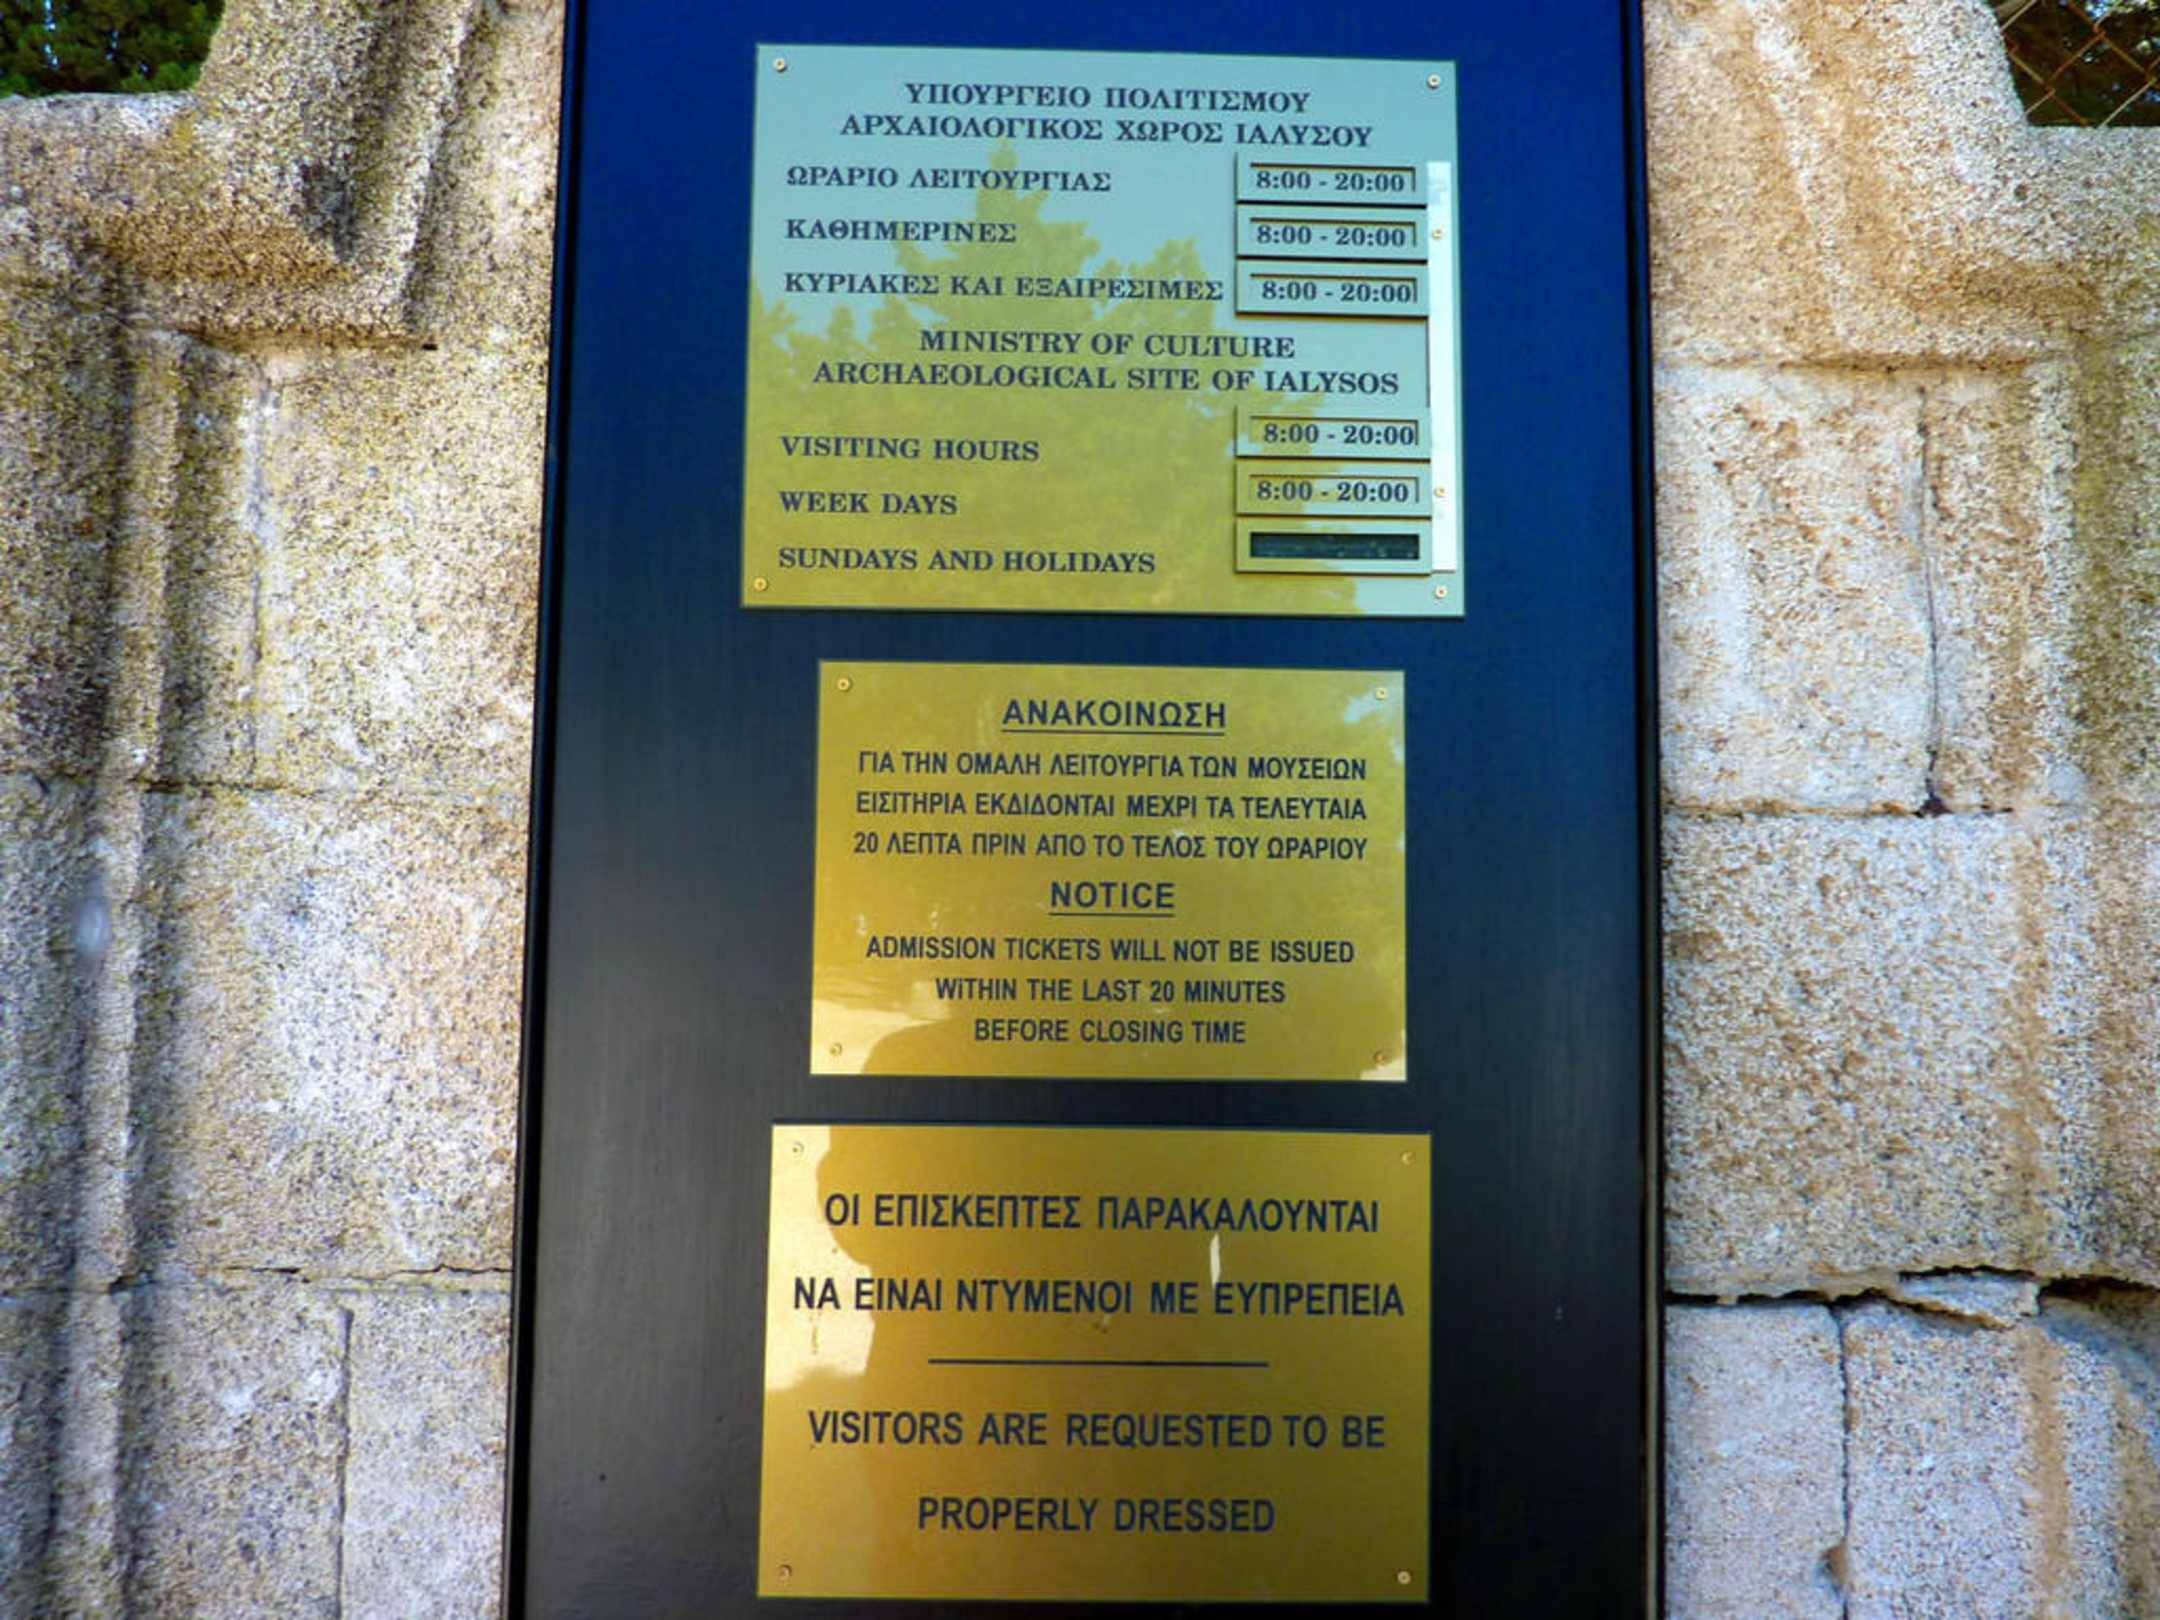 ΥΠΟΥΡΓΕΙΟ ΠΟΛΙΤΙΣΜΟΥ
ΑΡΧΑΙΟΛΟΓΙΚΟΣ ΧΩΡΟΣ ΙΑΛΥΣΟΥ
ΩΡΑΡΙΟ ΛΕΙΤΟΥΡΓΙΑΣ 8:00 - 20:00
ΚΑΘΗΜΕΡΙΝΕΣ 8:00 - 20:00
ΚΥΡΙΑΚΕΣ ΚΑΙ ΕΞΑΙΡΕΣΙΜΕΣ 8:00 - 20:00
MINISTRY OF CULTURE
ARCHAEOLOGICAL SITE OF IALYSOS
VISITING HOURS 8:00 - 20:00
WEEK DAYS 8:00 - 20:00
SUNDAYS AND HOLIDAYS
ΑΝΑΚΟΙΝΩΣΗ
ΓΙΑ ΤΗΝ ΟΜΑΛΗ ΛΕΙΤΟΥΡΓΙΑ ΤΩΝ ΜΟΥΣΕΙΩΝ
ΕΙΣΙΤΗΡΙΑ ΕΚΔΙΔΟΝΤΑΙ ΜΕΧΡΙ ΤΑ ΤΕΛΕΥΤΑΙΑ
20 ΛΕΠΤΑ ΠΡΙΝ ΑΠΟ ΤΟ ΤΕΛΟΣ ΤΟΥ ΩΡΑΡΙΟΥ
NOTICE
ADMISSION TICKETS WILL NOT BE ISSUED
WiTHIN THE LAST 20 MINUTES
BEFORE CLOSING TIME
ΟΙ ΕΠΙΣΚΕΠΤΕΣ ΠΑΡΑΚΑΛΟΥΝΤΑΙ
ΝΑ ΕΙΝΑΙ ΝΤΥΜΕΝΟΙ ΜΕ ΕΥΠΡΕΠΕΙΑ
VISITORS ARE REQUESTED TO BE
PROPERLY DRESSED